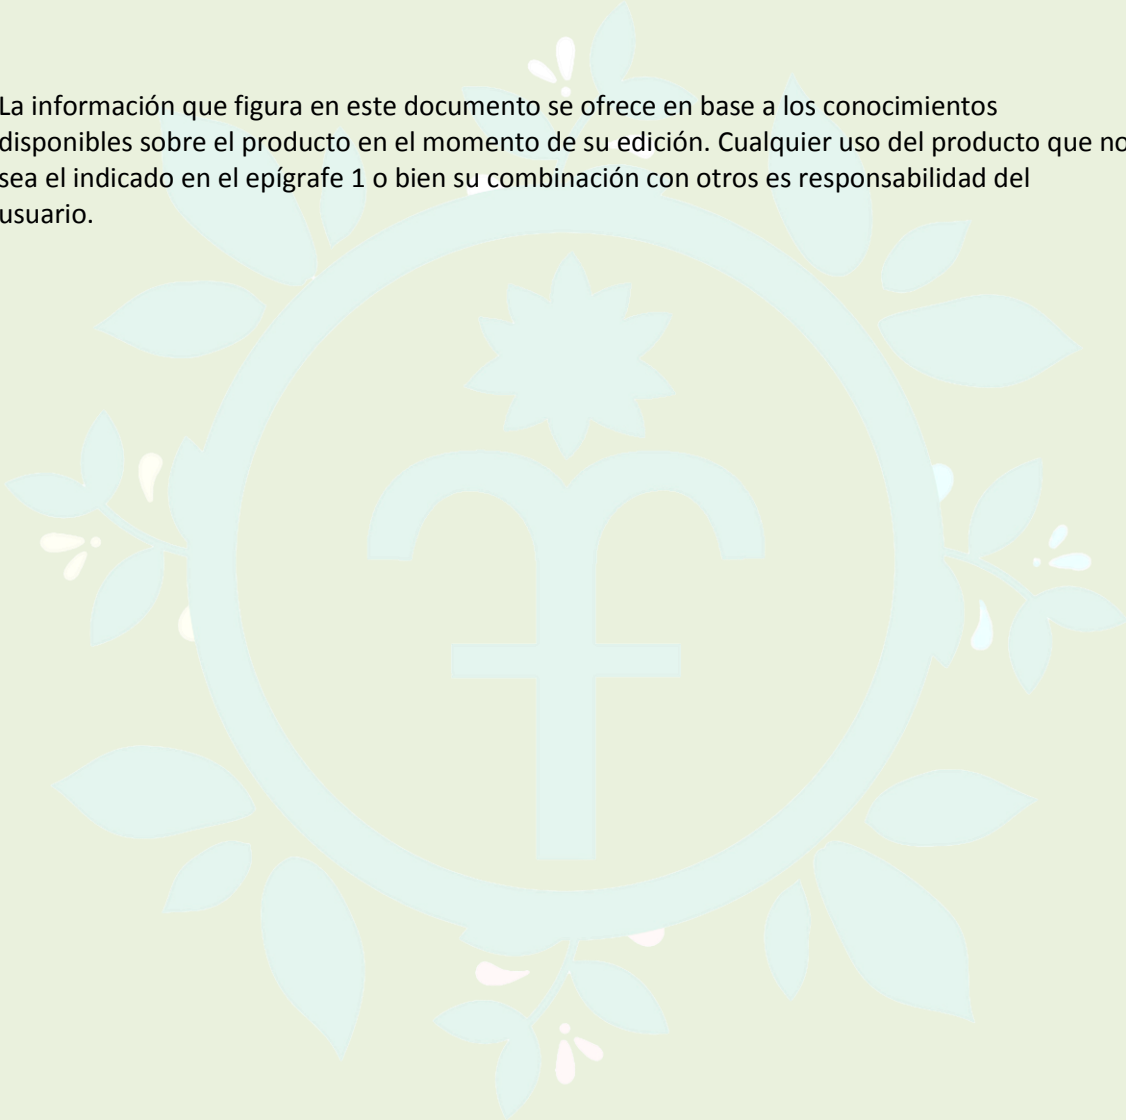 La información que figura en este documento se ofrece en base a los conocimientos
disponibles sobre el producto en el momento de su edición. Cualquier uso del producto que no
sea el indicado en el epígrafe 1 o bien su combinación con otros es responsabilidad del
usuario.